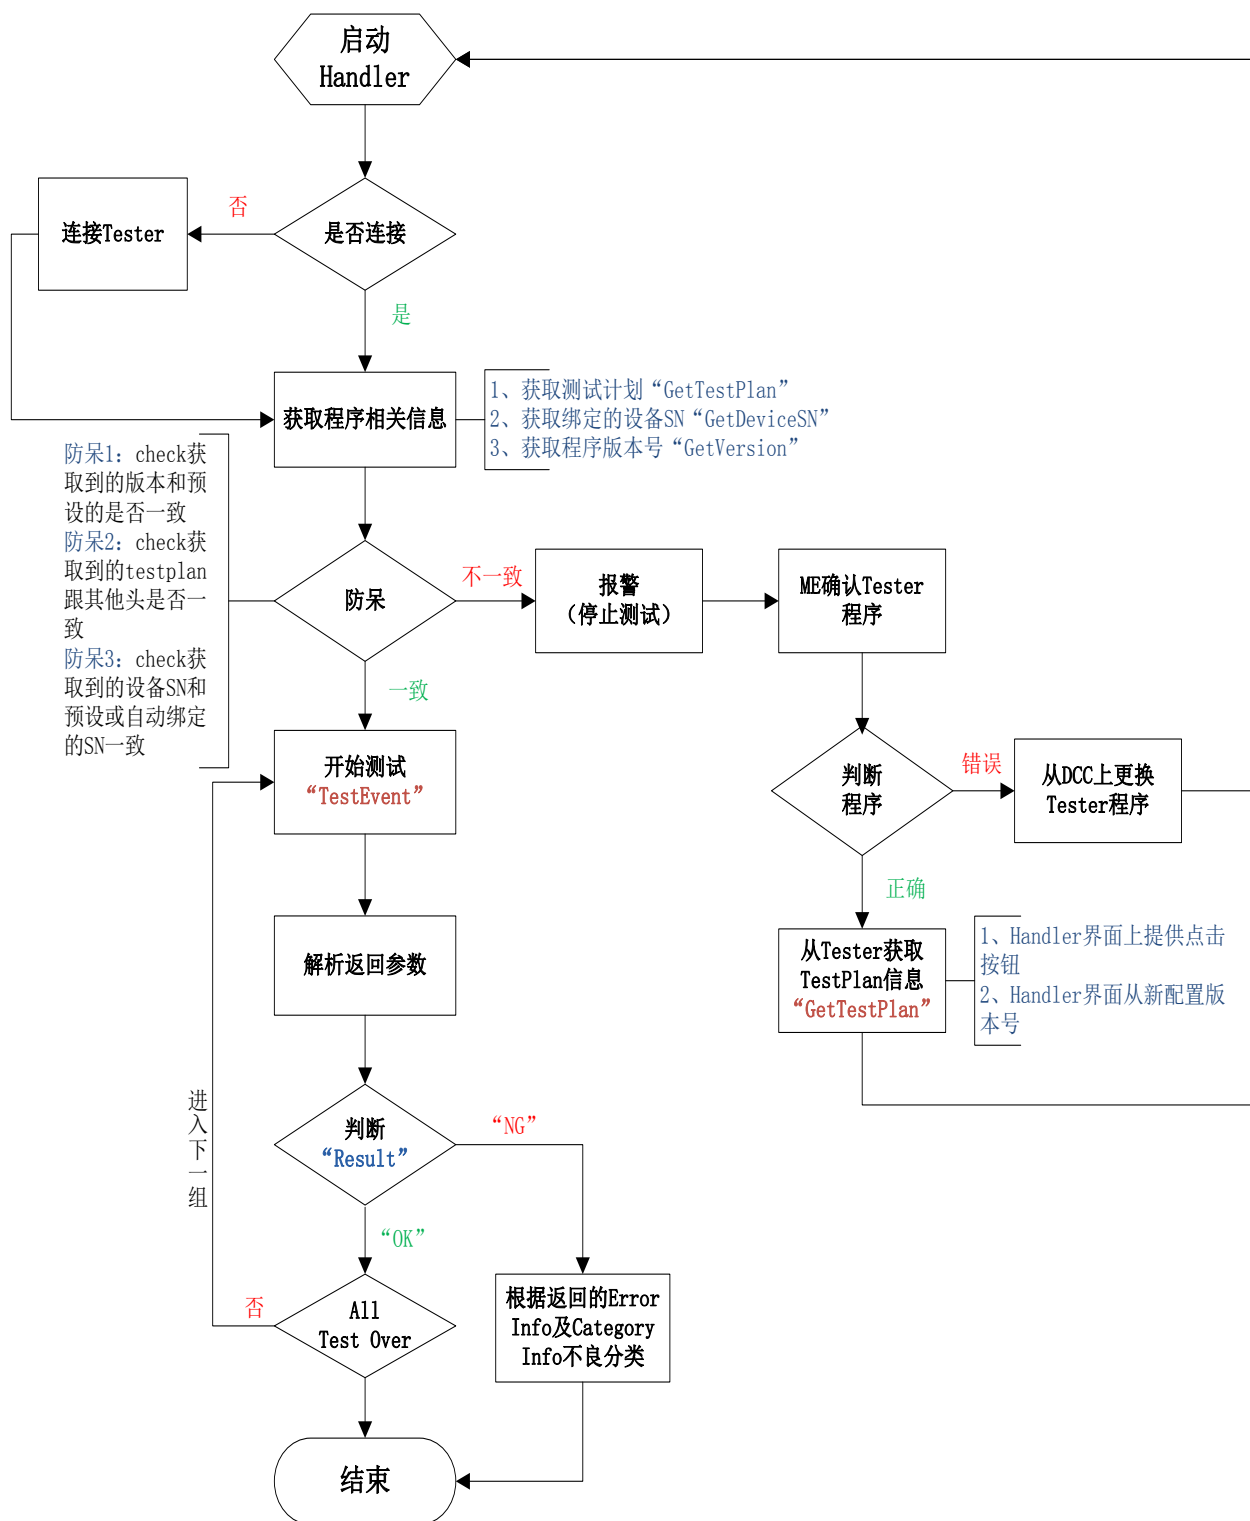 启动
Handler
否
连接Tester
是否连接
是
获取程序相关信息
1、获取测试计划“GetTestPlan”
2、获取绑定的设备SN“GetDeviceSN”
3、获取程序版本号“GetVersion”
防呆1：check获
取到的版本和预
设的是否一致
防呆2：check获
取到的testplan
跟其他头是否一
致
防呆3：check获
取到的设备SN和
预设或自动绑定
的SN一致
防呆
不一致
报警
（停止测试）
ME确认Tester
程序
一致
开始测试
“TestEvent”
判断
程序
错误
从DCC上更换
Tester程序
正确
解析返回参数
从Tester获取
TestPlan信息
“GetTestPlan”
1、Handler界面上提供点击
按钮
2、Handler界面从新配置版
本号
进
入
下
一
组
判断
“Result”
“NG”
“OK”
否
All
Test Over
根据返回的Error
Info及Category
Info不良分类
结束